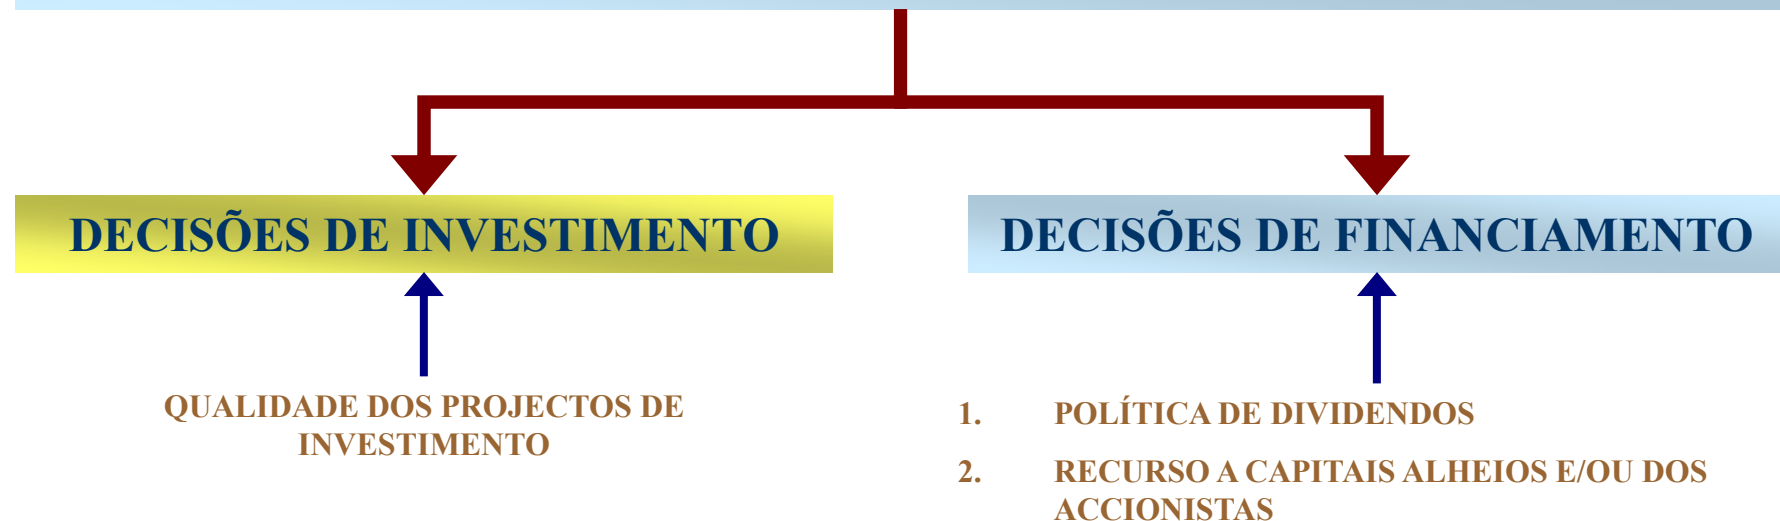 DECISÕES DE INVESTIMENTO
DECISÕES DE FINANCIAMENTO
QUALIDADE DOS PROJECTOS DE
INVESTIMENTO
1. POLÍTICA DE DIVIDENDOS
2. RECURSO A CAPITAIS ALHEIOS E/OU DOS
ACCIONISTAS